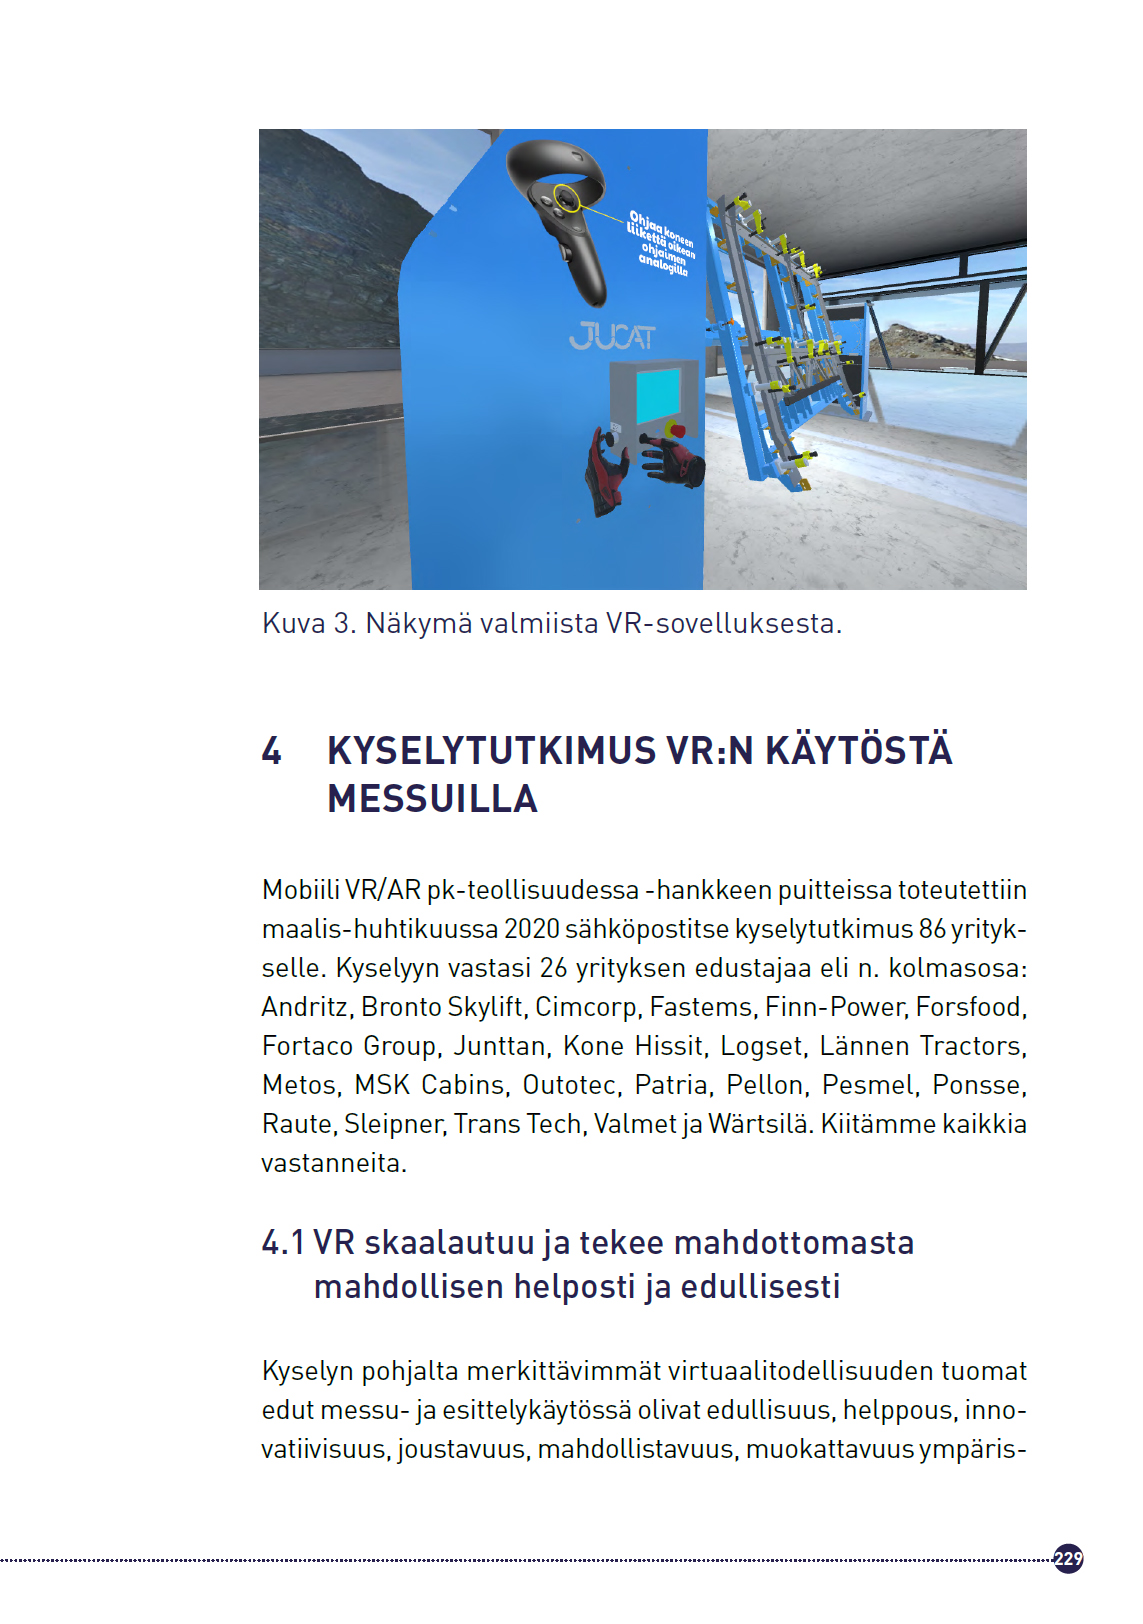 Ohjaa koneen
liikettä oikean
ohjaimen
analogilla
JUCAT
Kuva 3. Näkymä valmiista VR-sovelluksesta.
4 KYSELYTUTKIMUS VR:N KÄYTÖSTÄ
MESSUILLA
Mobiili VR/AR pk-teollisuudessa -hankkeen puitteissa toteutettiin
maalis-huhtikuussa 2020 sähköpostitse kyselytutkimus 86 yrityk-
selle. Kyselyyn vastasi 26 yrityksen edustajaa eli n. kolmasosa:
Andritz, Bronto Skylift, Cimcorp, Fastems, Finn-Power, Forsfood,
Fortaco Group, Junttan, Kone Hissit, Logset, Lännen Tractors,
Metos, MSK Cabins, Outotec, Patria, Pellon, Pesmel, Ponsse,
Raute, Sleipner, Trans Tech, Valmet ja Wärtsilä. Kiitämme kaikkia
vastanneita.
4.1 VR skaalautuu ja tekee mahdottomasta
mahdollisen helposti ja edullisesti
Kyselyn pohjalta merkittävimmät virtuaalitodellisuuden tuomat
edut messu- ja esittelykäytössä olivat edullisuus, helppous, inno-
vatiivisuus, joustavuus, mahdollistavuus, muokattavuus ympäris-
229